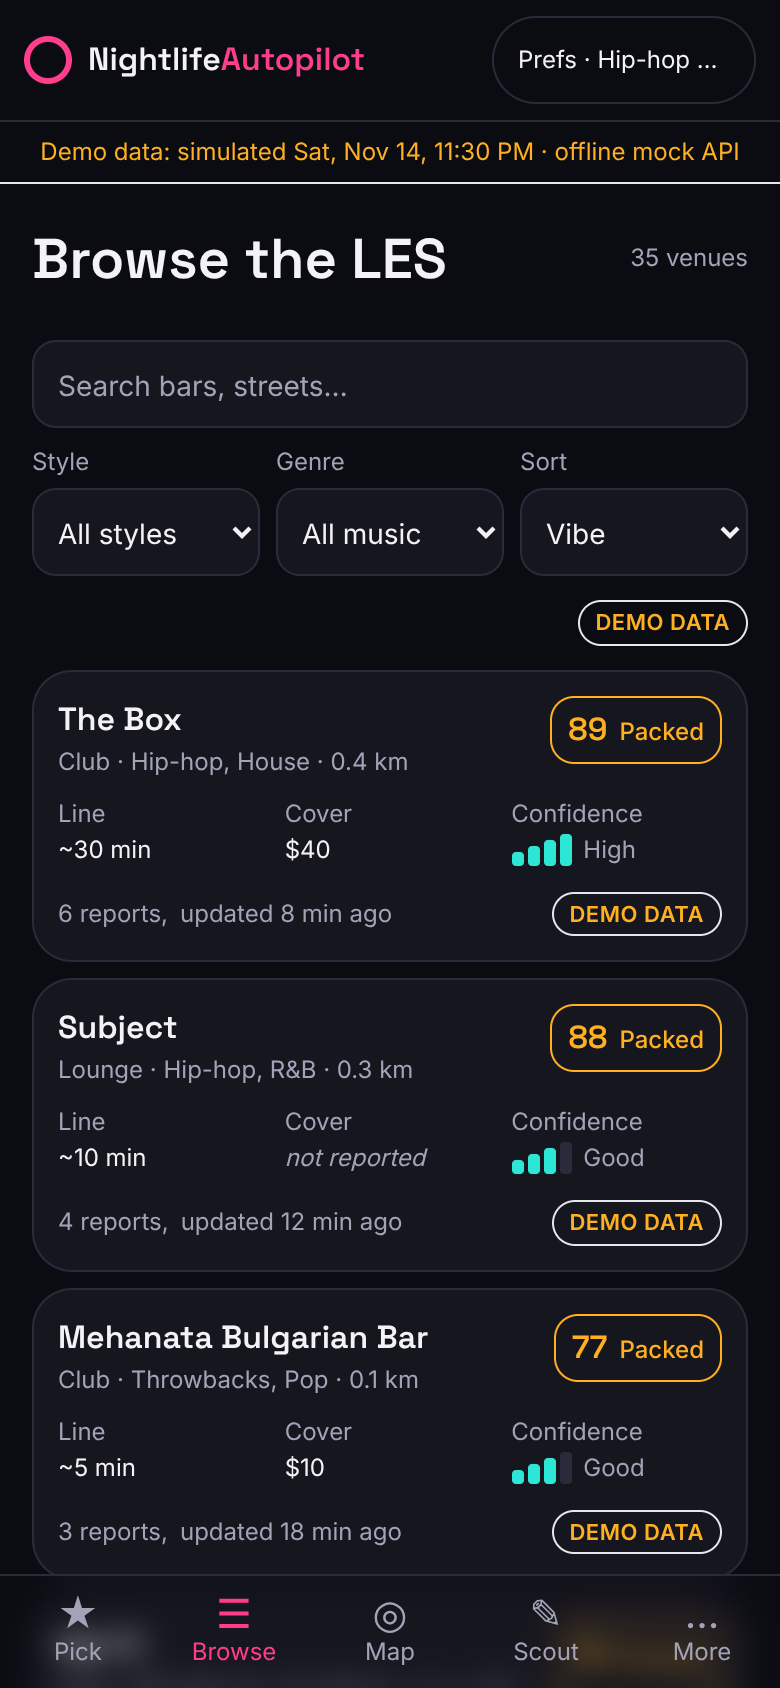 NightlifeAutopilot
Prefs · Hip-hop ...
Demo data: simulated Sat, Nov 14, 11:30 PM · offline mock API
Browse the LES
35 venues
Search bars, streets...
Style Genre Sort
All styles All music Vibe
DEMO DATA
The Box
89 Packed
Club · Hip-hop, House · 0.4 km
Line Cover Confidence
~30 min $40 High
6 reports, updated 8 min ago
DEMO DATA
Subject
88 Packed
Lounge · Hip-hop, R&B · 0.3 km
Line Cover Confidence
~10 min not reported Good
4 reports, updated 12 min ago
DEMO DATA
Mehanata Bulgarian Bar
77 Packed
Club · Throwbacks, Pop · 0.1 km
Line Cover Confidence
~5 min $10 Good
3 reports, updated 18 min ago
DEMO DATA
Pick Browse Map Scout More